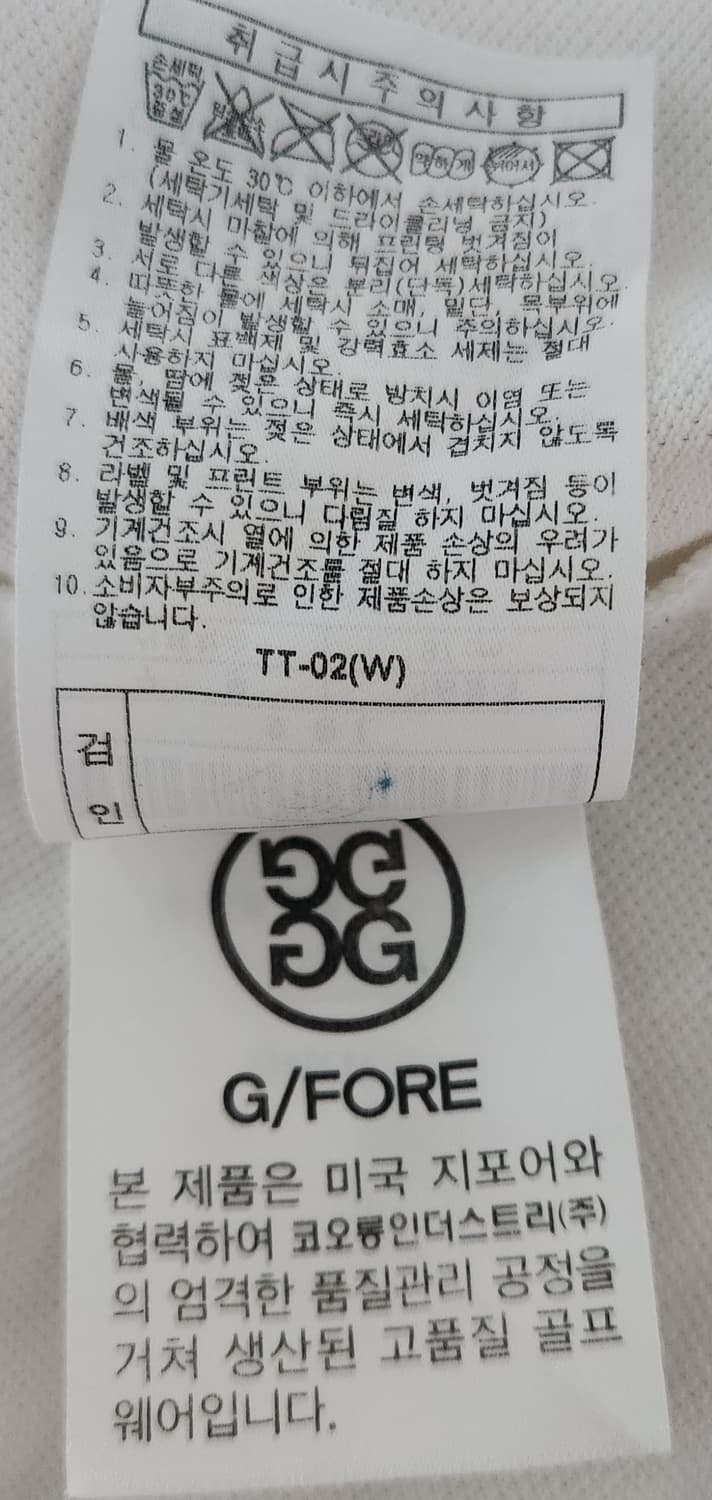 취급시주의사항
손세탁
30℃
중성
드라이
약하게
뉘어서
1. 물 온도 30℃ 이하에서 손세탁하십시오.
(세탁기세탁 및 드라이클리닝 금지)
2. 세탁시 마찰에 의해 프린팅 벗겨짐이
발생할 수 있으니 뒤집어 세탁하십시오.
3. 서로 다른 색상은 분리(단독)세탁하십시오.
4. 따뜻한 물에 세탁시 소매, 밑단, 목부위에
늘어짐이 발생할 수 있으니 주의하십시오.
5. 세탁시 표백제 및 강력효소 세제는 절대
사용하지 마십시오.
6. 물, 땀에 젖은 상태로 방치시 이염 또는
변색될 수 있으니 즉시 세탁하십시오.
7. 배색 부위는 젖은 상태에서 겹치지 않도록
건조하십시오.
8. 라벨 및 프린트 부위는 변색, 벗겨짐 등이
발생할 수 있으니 다림질 하지 마십시오.
9. 기계건조시 열에 의한 제품 손상의 우려가
있음으로 기계건조를 절대 하지 마십시오.
10. 소비자부주의로 인한 제품손상은 보상되지
않습니다.
TT-02(W)
검
인
G/FORE
본 제품은 미국 지포어와
협력하여 코오롱인더스트리(주)
의 엄격한 품질관리 공정을
거쳐 생산된 고품질 골프
웨어입니다.